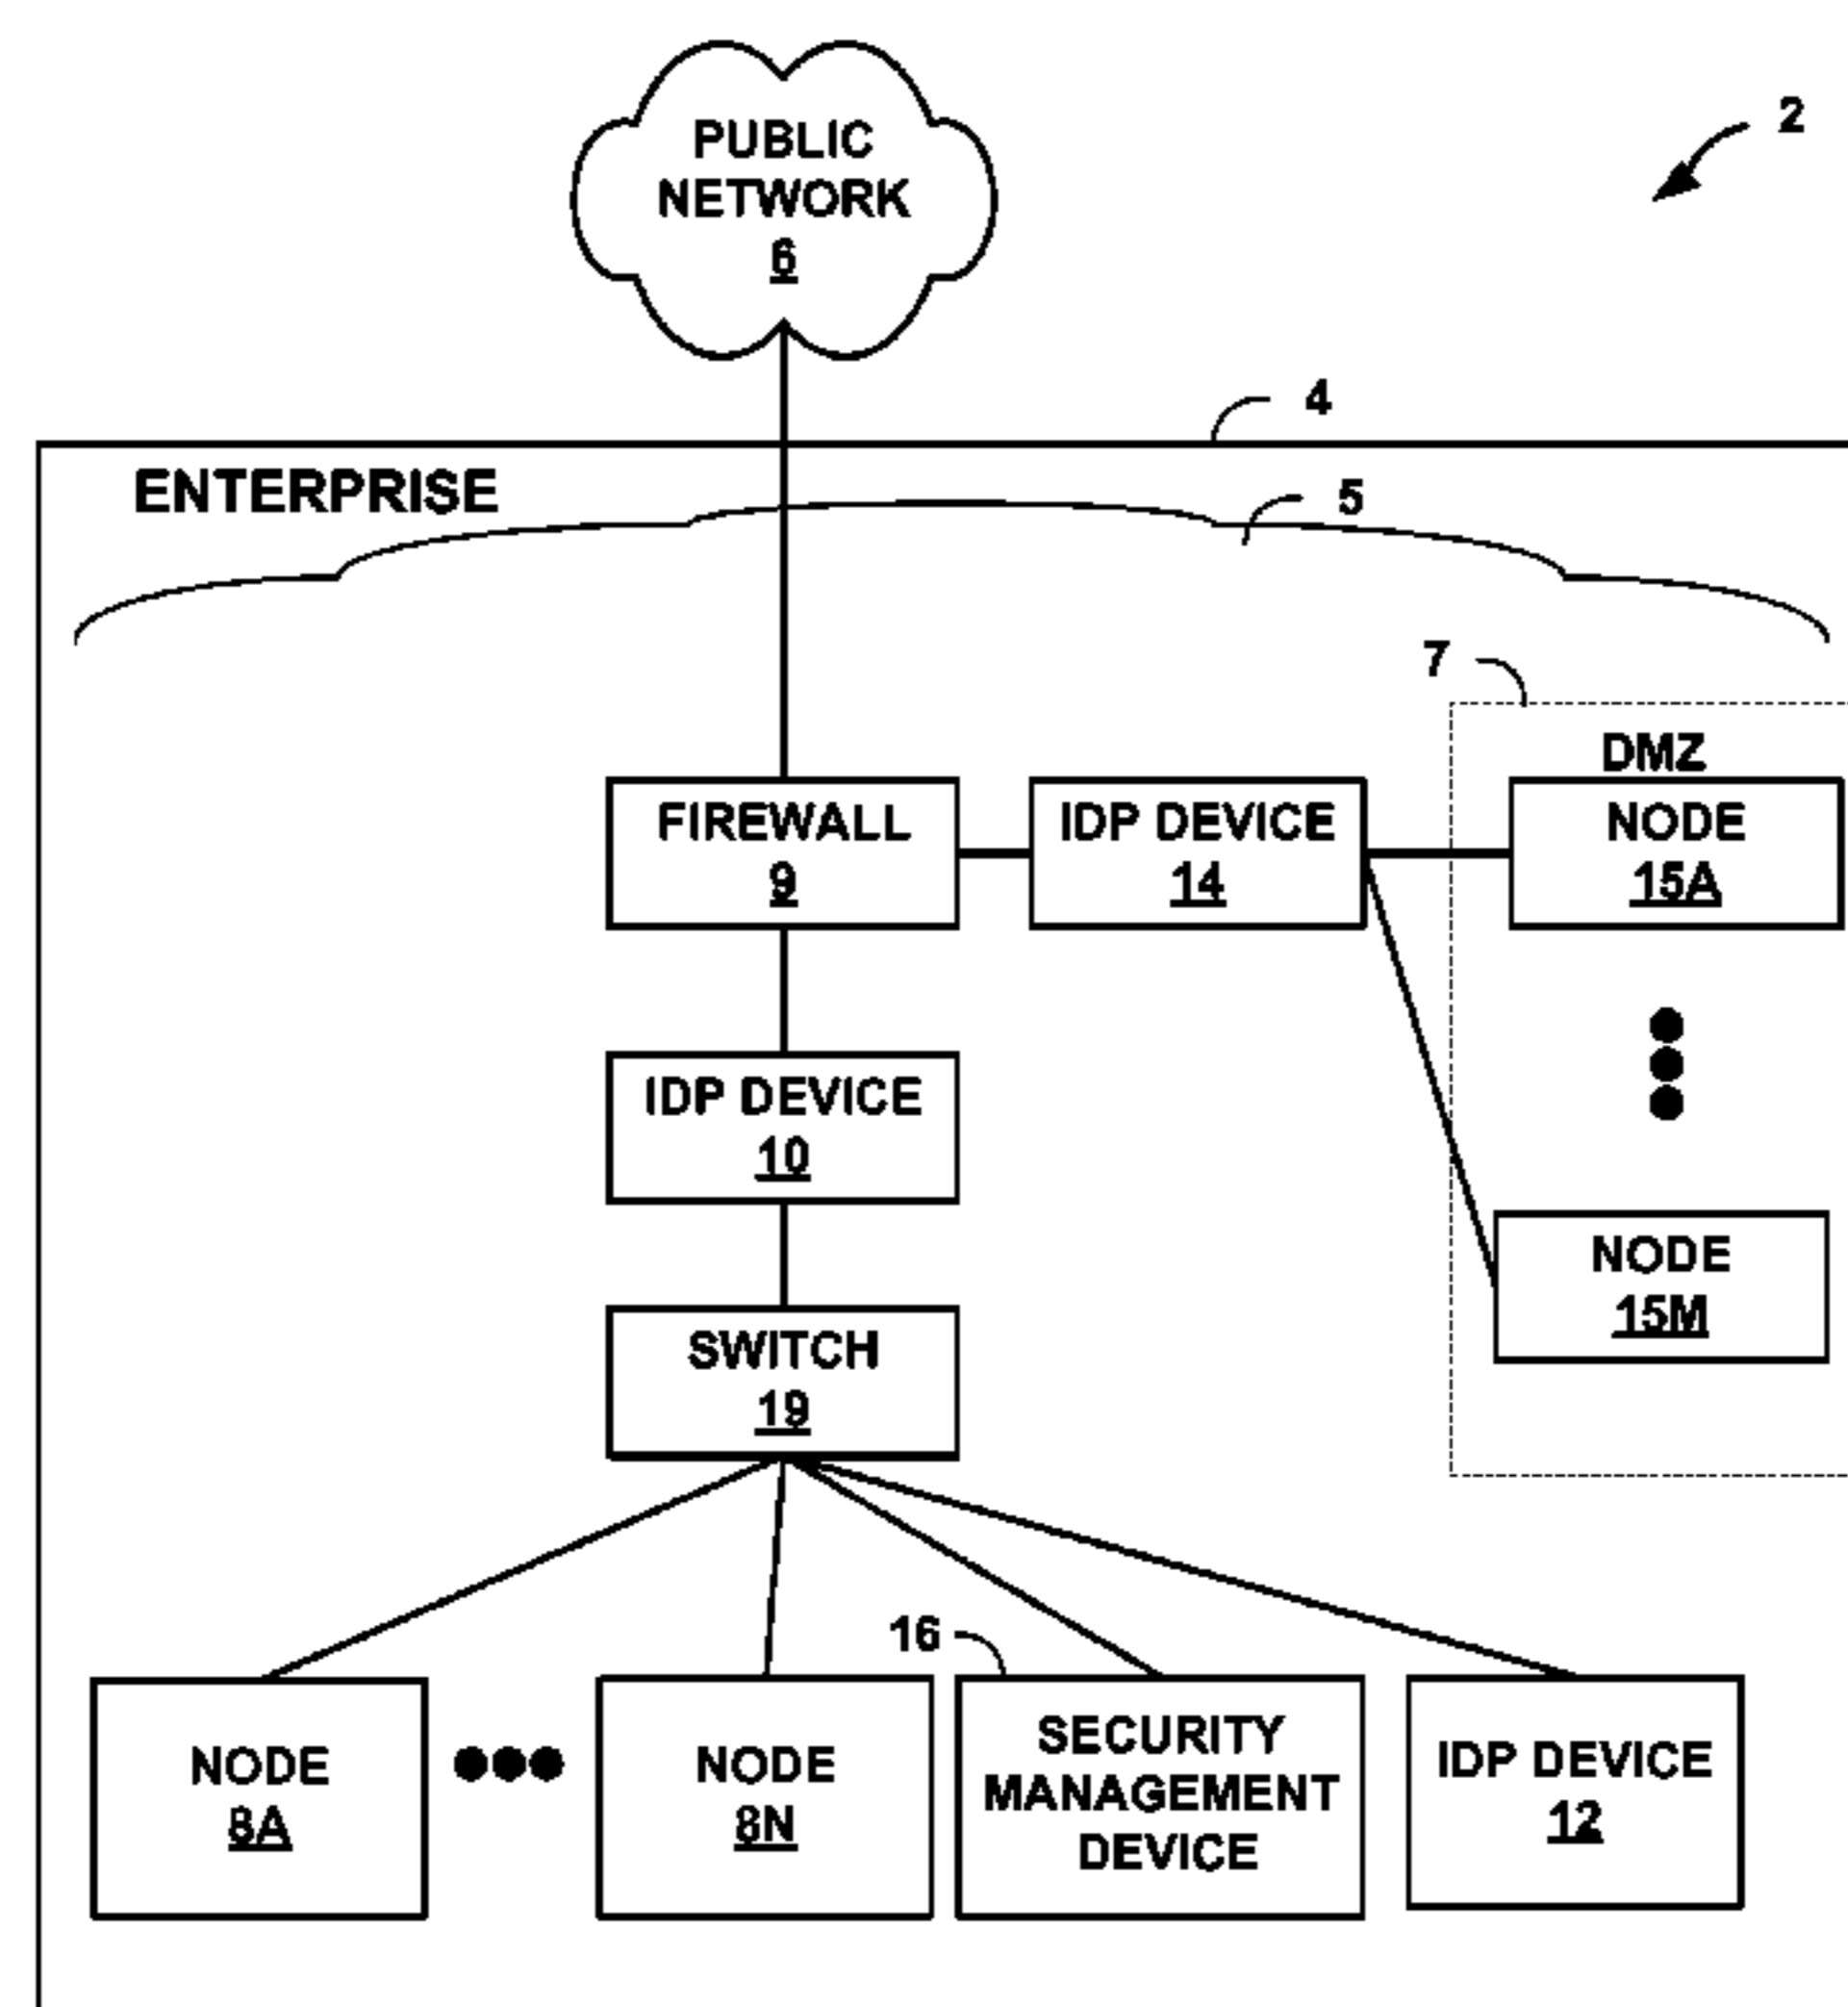 2
PUBLIC
NETWORK
6
4
ENTERPRISE
5
7
DMZ
FIREWALL
9
IDP DEVICE
14
NODE
15A
IDP DEVICE
10
NODE
15M
SWITCH
19
16
NODE
8A
NODE
8N
SECURITY
MANAGEMENT
DEVICE
IDP DEVICE
12